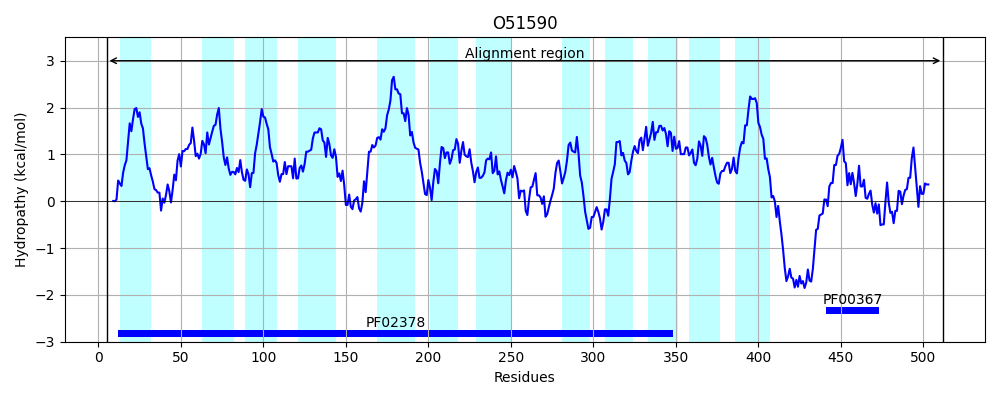 O51590
Alignment region
3
2
1
0
−1
−2
−3
Hydropathy (kcal/mol)
PF00367
PF02378
0 50 100 150 200 250 300 350 400 450 500
Residues